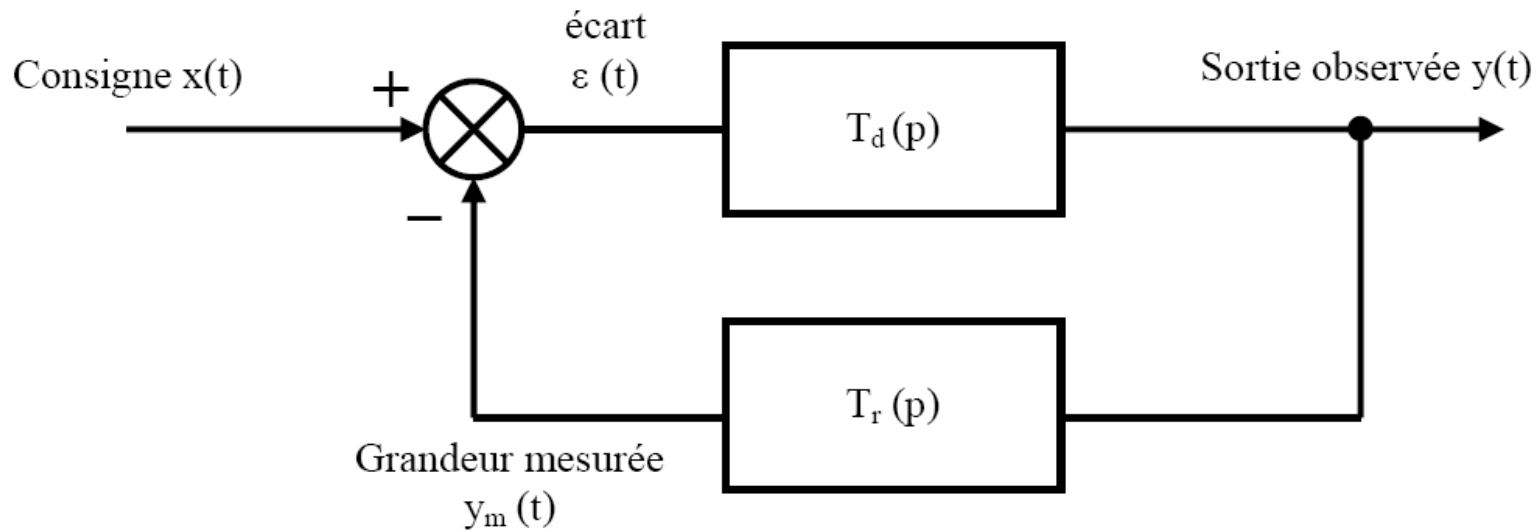 écart
Consigne x(t)
+
ε (t)
T_d (p)
Sortie observée y(t)
−
T_r (p)
Grandeur mesurée
y_m (t)